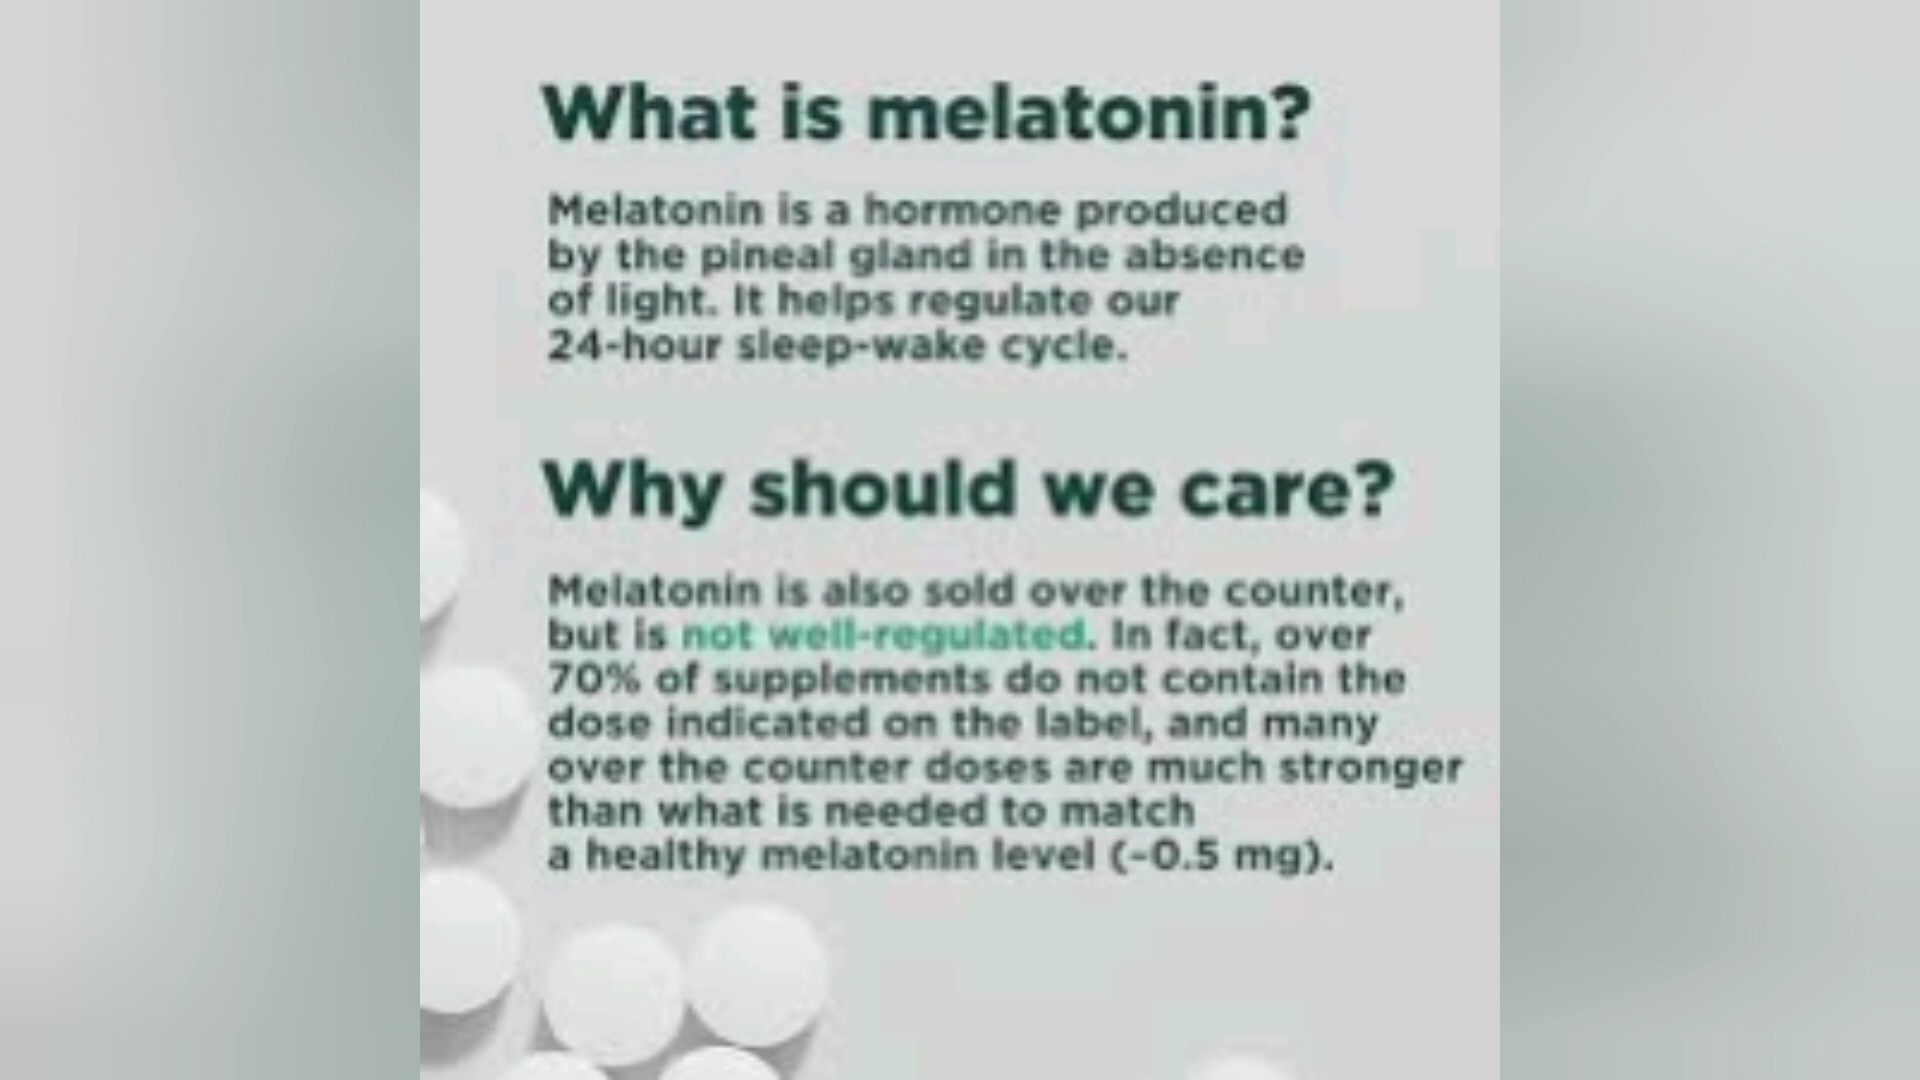 What is melatonin?
Melatonin is a hormone produced
by the pineal gland in the absence
of light. It helps regulate our
24-hour sleep-wake cycle.
Why should we care?
Melatonin is also sold over the counter,
but is not well-regulated. In fact, over
70% of supplements do not contain the
dose indicated on the label, and many
over the counter doses are much stronger
than what is needed to match
a healthy melatonin level (~0.5 mg).